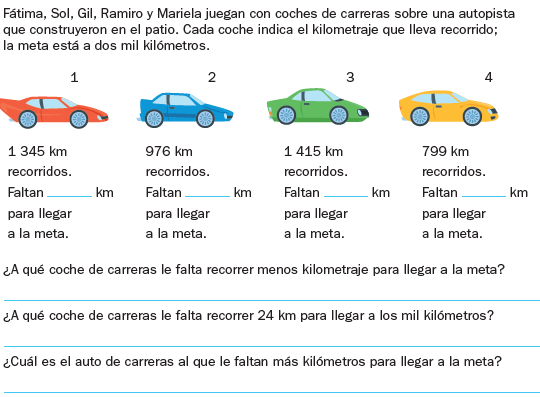 Fátima, Sol, Gil, Ramiro y Mariela juegan con coches de carreras sobre una autopista
que construyeron en el patio. Cada coche indica el kilometraje que lleva recorrido;
la meta está a dos mil kilómetros.
1 2 3 4
1 345 km 976 km 1 415 km 799 km
recorridos. recorridos. recorridos. recorridos.
Faltan ______ km Faltan ______ km Faltan ______ km Faltan ______ km
para llegar para llegar para llegar para llegar
a la meta. a la meta. a la meta. a la meta.
¿A qué coche de carreras le falta recorrer menos kilometraje para llegar a la meta?
¿A qué coche de carreras le falta recorrer 24 km para llegar a los mil kilómetros?
¿Cuál es el auto de carreras al que le faltan más kilómetros para llegar a la meta?